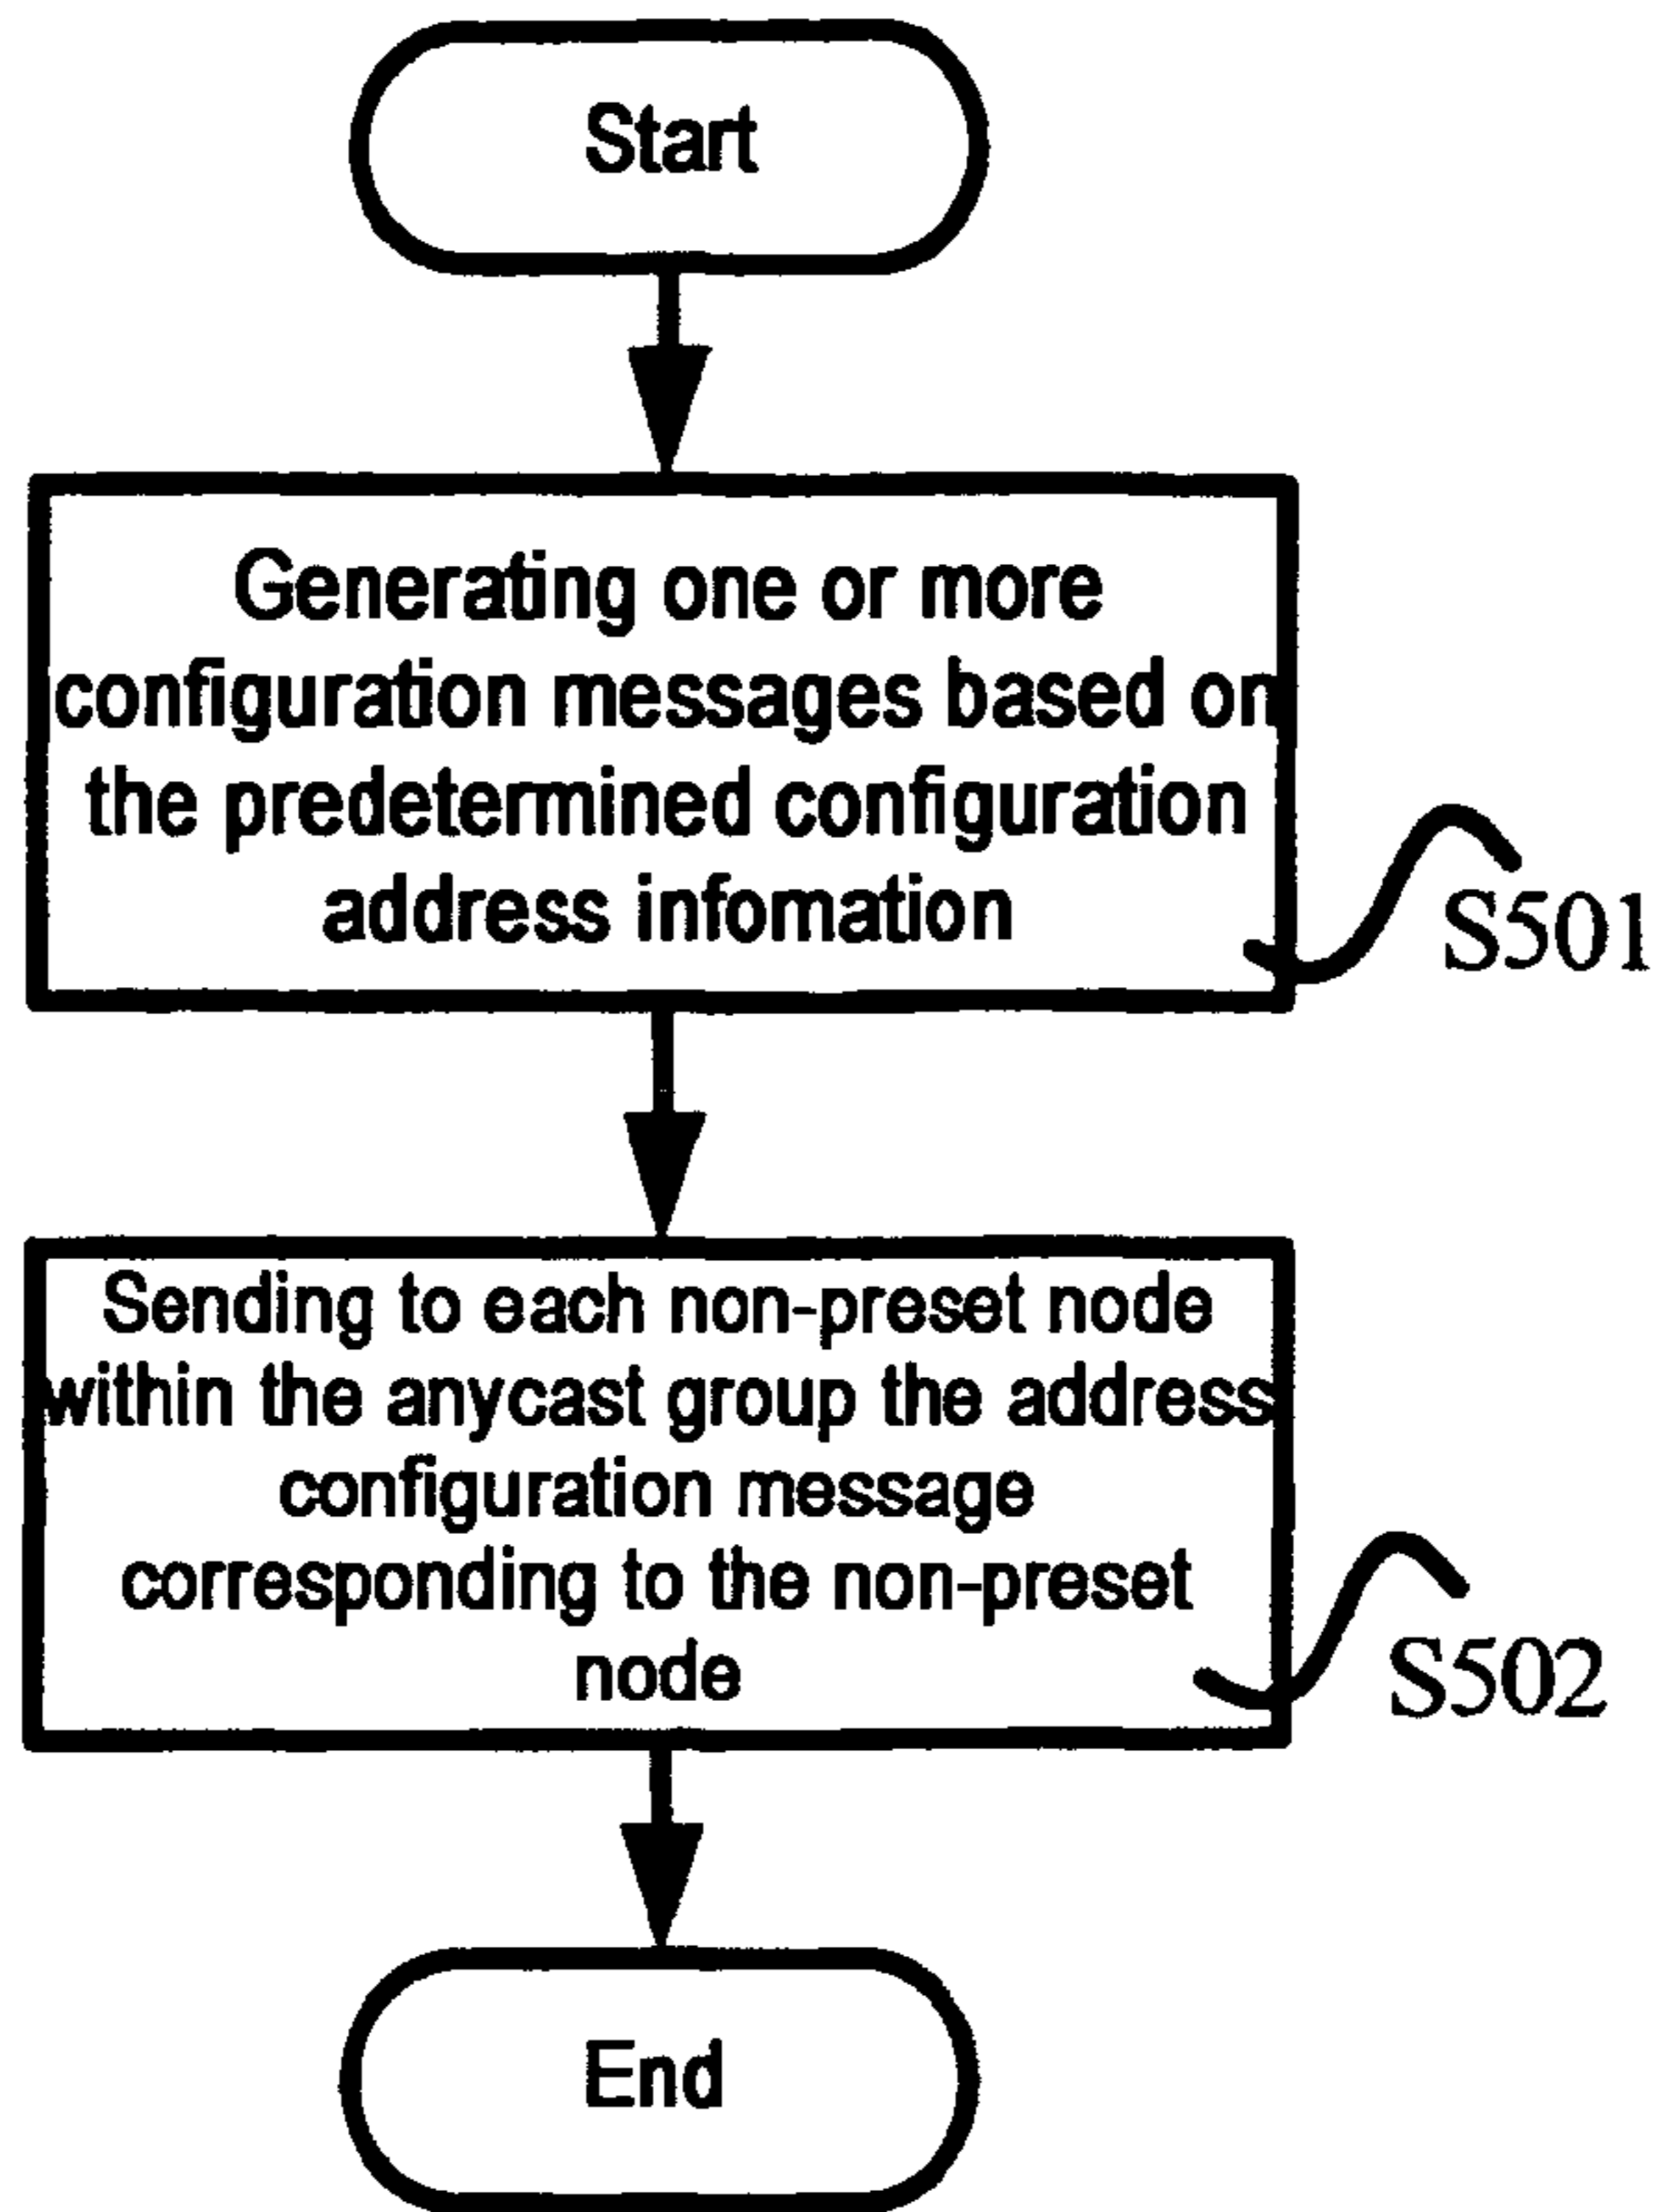 Start
Generating one or more
configuration messages based on
the predetermined configuration
address infomation
S501
Sending to each non-preset node
within the anycast group the address
configuration message
corresponding to the non-preset
node
S502
End